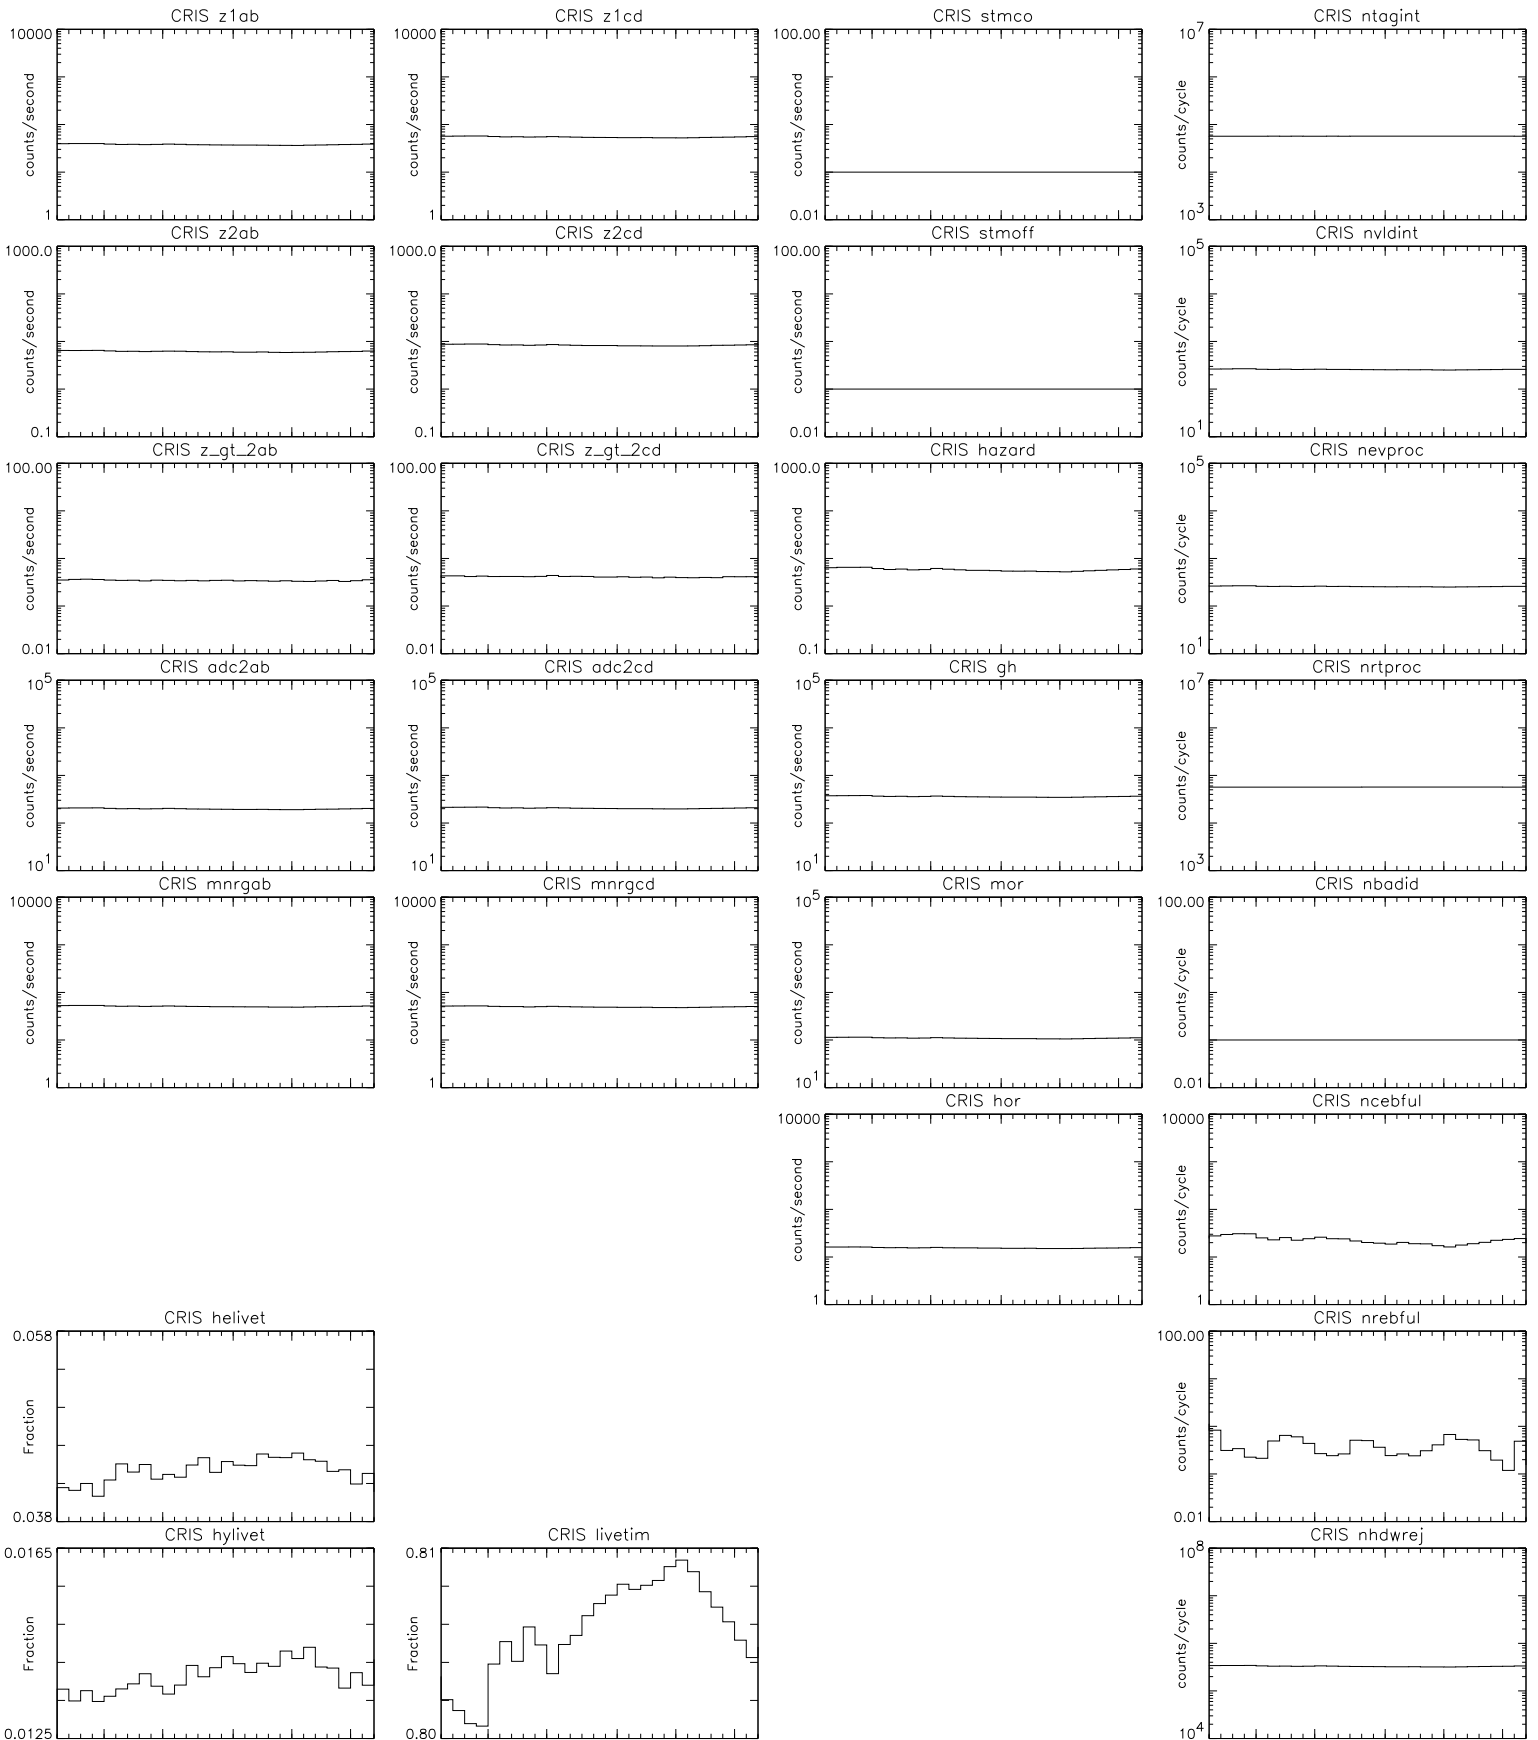 CRIS z1ab
10000
counts/second
1
CRIS z1cd
10000
counts/second
1
CRIS stmco
100.00
counts/second
0.01
CRIS ntagint
10^7
counts/cycle
10^3
CRIS z2ab
1000.0
counts/second
0.1
CRIS z2cd
1000.0
counts/second
0.1
CRIS stmoff
100.00
counts/second
0.01
CRIS nvldint
10^5
counts/cycle
10^1
CRIS z_gt_2ab
100.00
counts/second
0.01
CRIS z_gt_2cd
100.00
counts/second
0.01
CRIS hazard
1000.0
counts/second
0.1
CRIS nevproc
10^5
counts/cycle
10^1
CRIS adc2ab
10^5
counts/second
10^1
CRIS adc2cd
10^5
counts/second
10^1
CRIS gh
10^5
counts/second
10^1
CRIS nrtproc
10^7
counts/cycle
10^3
CRIS mnrgab
10000
counts/second
1
CRIS mnrgcd
10000
counts/second
1
CRIS mor
10^5
counts/second
10^1
CRIS nbadid
100.00
counts/cycle
0.01
CRIS hor
10000
counts/second
1
CRIS ncebful
10000
counts/cycle
1
CRIS helivet
0.058
Fraction
0.038
CRIS nrebful
100.00
counts/cycle
0.01
CRIS hylivet
0.0165
Fraction
0.0125
CRIS livetim
0.81
Fraction
0.80
CRIS nhdwrej
10^8
counts/cycle
10^4